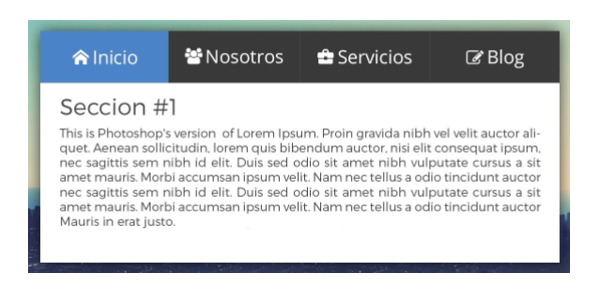 Inicio
Nosotros
Servicios
Blog
Seccion #1
This is Photoshop's version of Lorem Ipsum. Proin gravida nibh vel velit auctor ali-
quet. Aenean sollicitudin, lorem quis bibendum auctor, nisi elit consequat ipsum,
nec sagittis sem nibh id elit. Duis sed odio sit amet nibh vulputate cursus a sit
amet mauris. Morbi accumsan ipsum velit. Nam nec tellus a odio tincidunt auctor
nec sagittis sem nibh id elit. Duis sed odio sit amet nibh vulputate cursus a sit
amet mauris. Morbi accumsan ipsum velit. Nam nec tellus a odio tincidunt auctor
Mauris in erat justo.